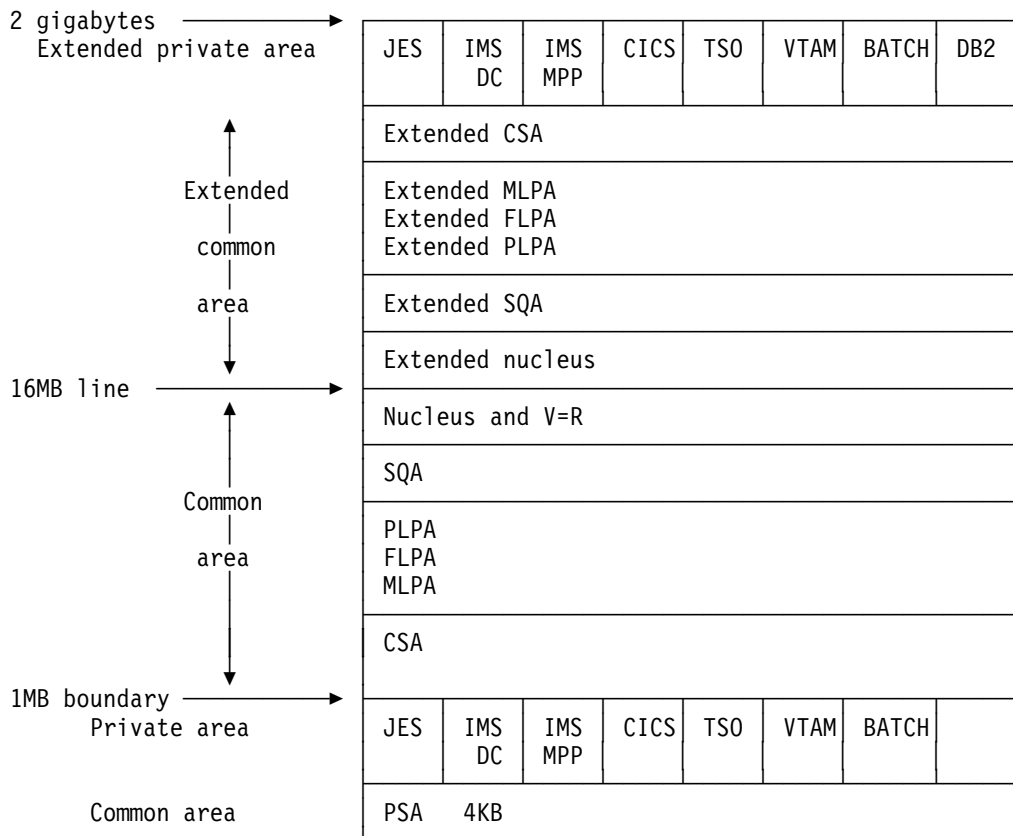 2 gigabytes
Extended private area
JES IMS DC IMS MPP CICS TSO VTAM BATCH DB2
Extended CSA
Extended common area
Extended MLPA
Extended FLPA
Extended PLPA
Extended SQA
Extended nucleus
16MB line
Nucleus and V=R
SQA
Common area
PLPA
FLPA
MLPA
CSA
1MB boundary
Private area
JES IMS DC IMS MPP CICS TSO VTAM BATCH
Common area
PSA 4KB